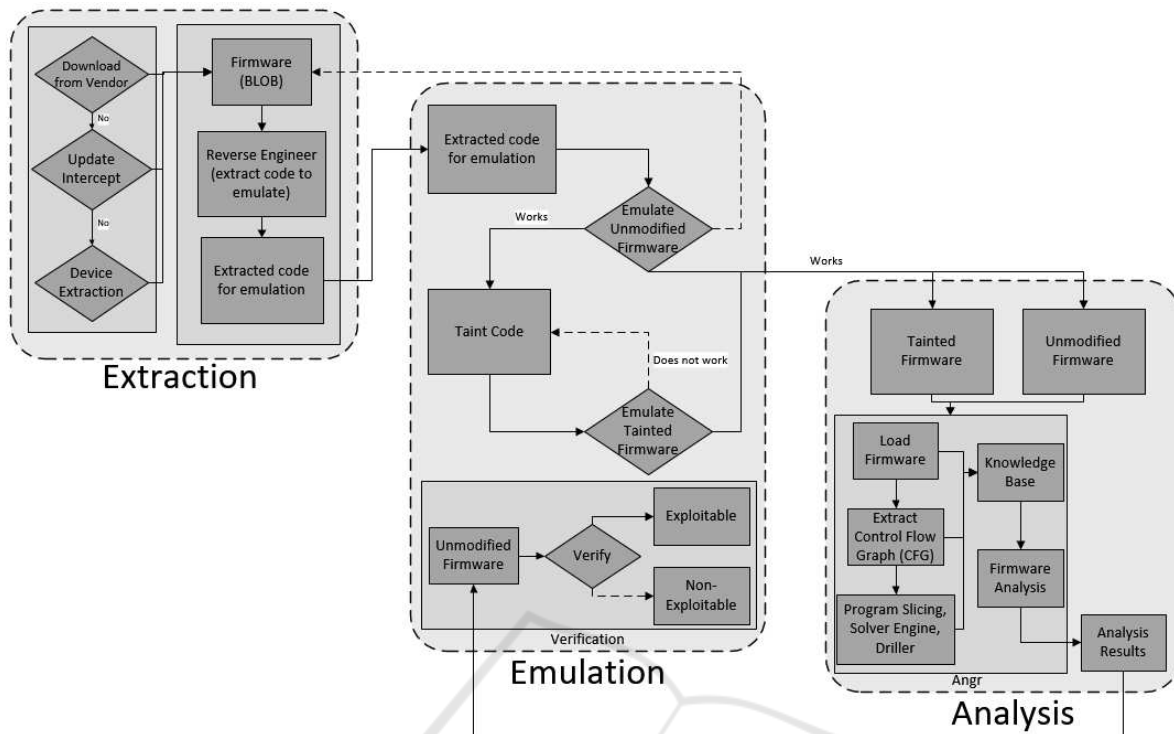 Download
from Vendor
No
Update
Intercept
No
Device
Extraction
Firmware
(BLOB)
Reverse Engineer
(extract code to
emulate)
Extracted code
for emulation
Extraction
Extracted code
for emulation
Emulate
Unmodified
Firmware
Works
Works
Taint Code
Does not work
Emulate
Tainted
Firmware
Unmodified
Firmware
Verify
Exploitable
Non-
Exploitable
Verification
Emulation
Tainted
Firmware
Unmodified
Firmware
Load
Firmware
Extract
Control Flow
Graph (CFG)
Program Slicing,
Solver Engine,
Driller
Knowledge
Base
Firmware
Analysis
Angr
Analysis
Results
Analysis